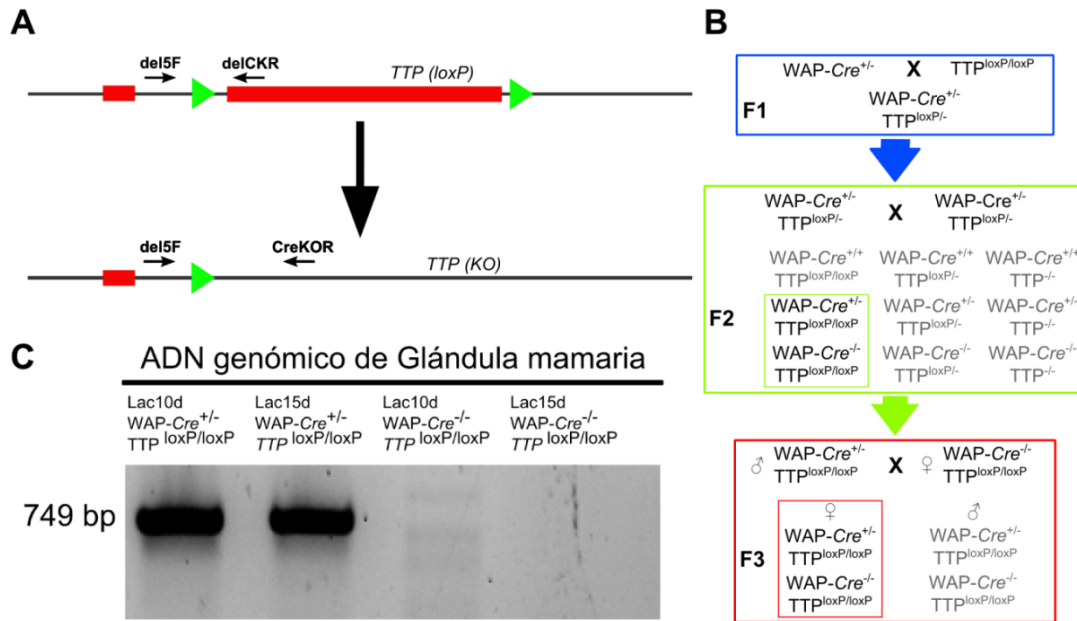 A
del5F
delCKR
TTP (loxP)
del5F
CreKOR
TTP (KO)
B
WAP-Cre+/- X TTPloxP/loxP
WAP-Cre+/-
TTPloxP/-
F1
WAP-Cre+/- X WAP-Cre+/-
TTPloxP/- TTPloxP/-
WAP-Cre+/+ WAP-Cre+/+ WAP-Cre+/+
TTPloxP/loxP TTPloxP/- TTP-/-
WAP-Cre+/- WAP-Cre+/- WAP-Cre+/-
F2
TTPloxP/loxP TTPloxP/- TTP-/-
WAP-Cre-/- WAP-Cre-/- WAP-Cre-/-
TTPloxP/loxP TTPloxP/- TTP-/-
♂ WAP-Cre+/- X ♀ WAP-Cre-/-
TTPloxP/loxP TTPloxP/loxP
♀ ♂
WAP-Cre+/- WAP-Cre+/-
F3
TTPloxP/loxP TTPloxP/loxP
WAP-Cre-/- WAP-Cre-/-
TTPloxP/loxP TTPloxP/loxP
C
ADN genómico de Glándula mamaria
Lac10d Lac15d Lac10d Lac15d
WAP-Cre+/- WAP-Cre+/- WAP-Cre-/- WAP-Cre-/-
TTP loxP/loxP TTP loxP/loxP TTP loxP/loxP TTP loxP/loxP
749 bp